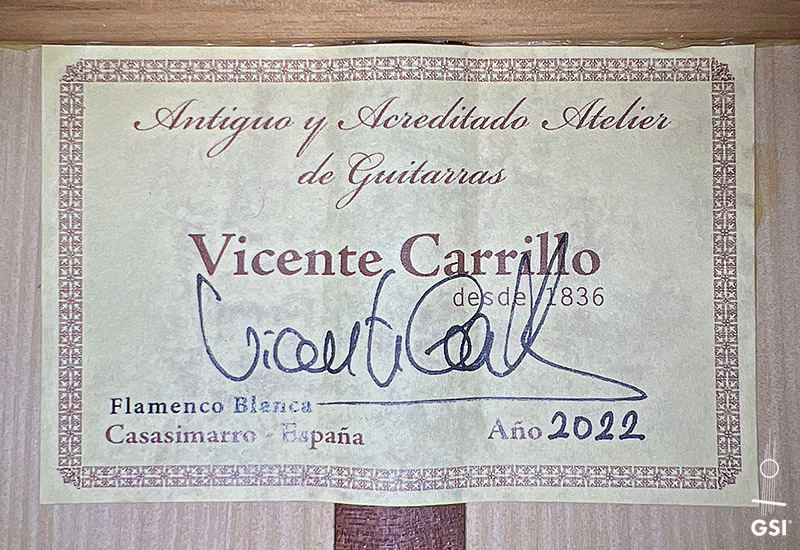 Antiguo y Acreditado Atelier
de Guitarras
Vicente Carrillo
desde 1836
Flamenco Blanca
Casasimarro - España
Año 2022
GSI